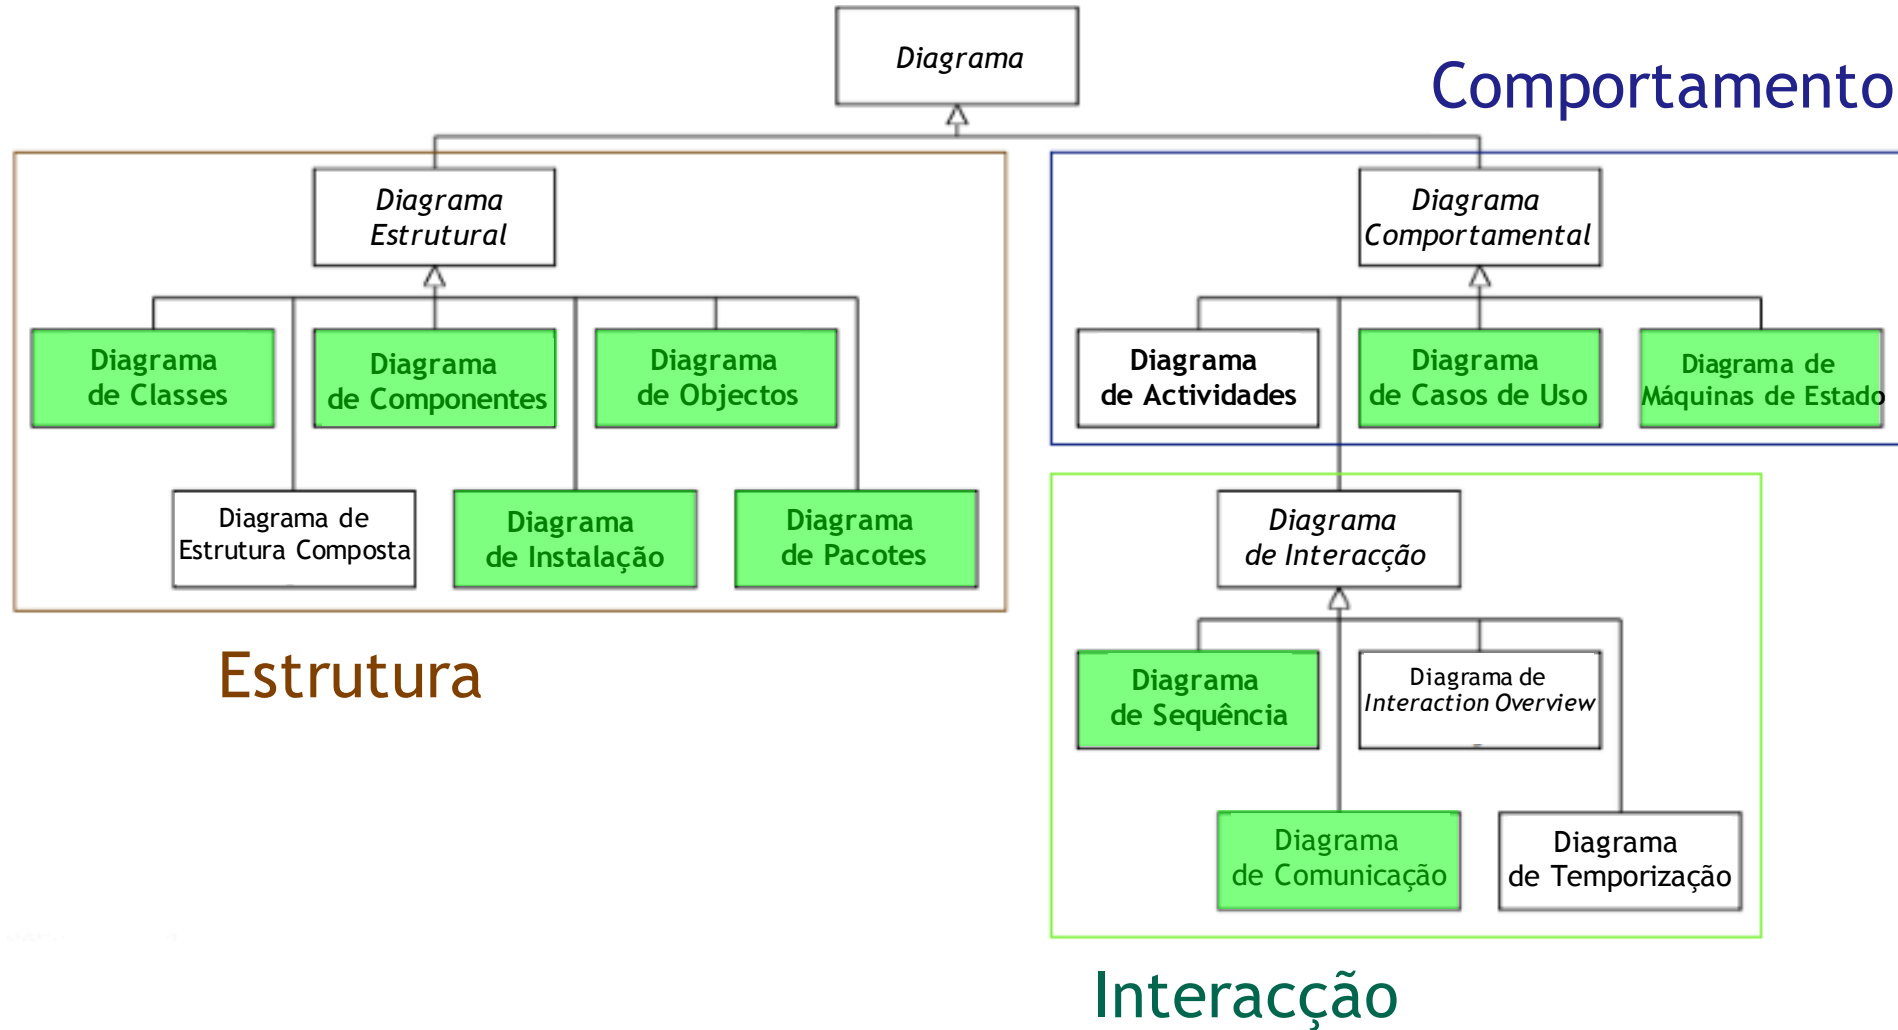 Diagrama
Comportamento
Diagrama
Estrutural
Diagrama
Comportamental
Diagrama
de Classes
Diagrama
de Componentes
Diagrama
de Objectos
Diagrama
de Actividades
Diagrama
de Casos de Uso
Diagrama de
Máquinas de Estado
Diagrama de
Estrutura Composta
Diagrama
de Instalação
Diagrama
de Pacotes
Diagrama
de Interacção
Estrutura
Diagrama
de Sequência
Diagrama de
Interaction Overview
Diagrama
de Comunicação
Diagrama
de Temporização
Interacção